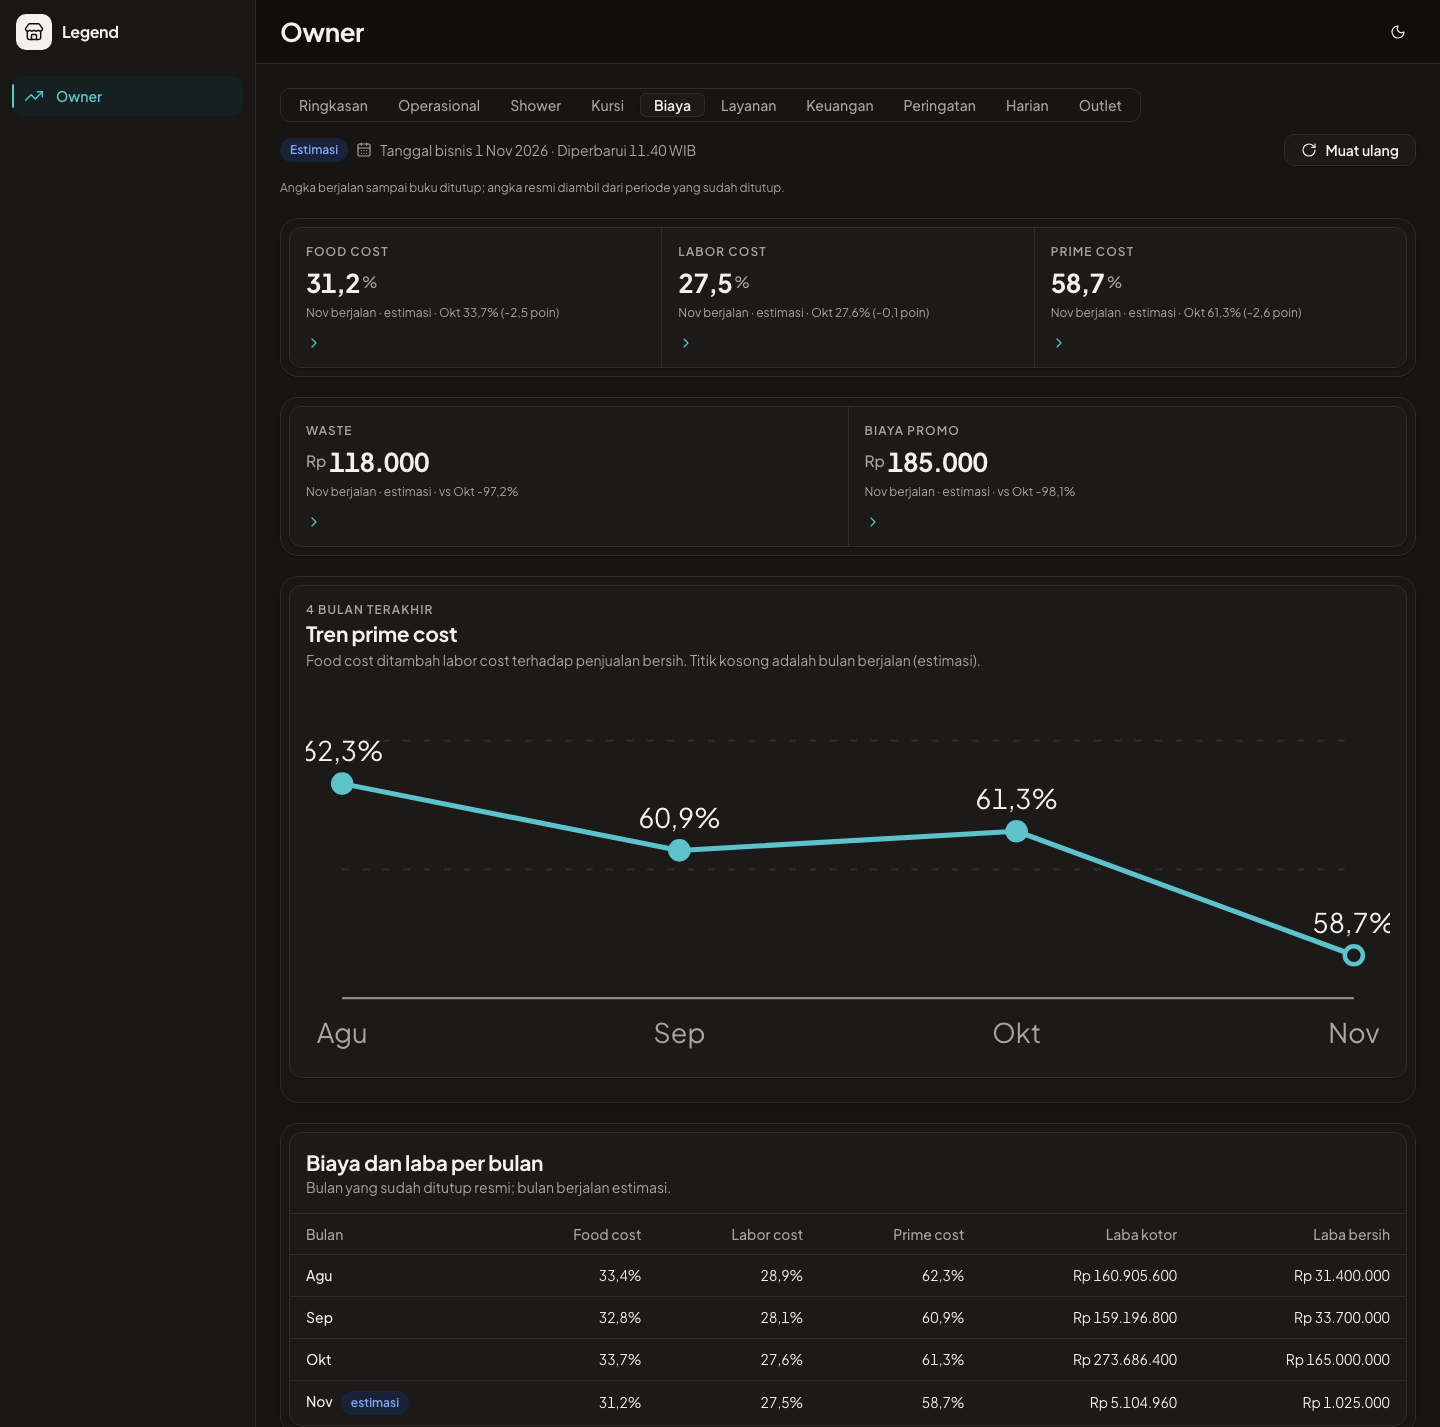 Legend
Owner
Owner
Ringkasan Operasional Shower Kursi Biaya Layanan Keuangan Peringatan Harian Outlet
Estimasi Tanggal bisnis 1 Nov 2026 · Diperbarui 11.40 WIB Muat ulang
Angka berjalan sampai buku ditutup; angka resmi diambil dari periode yang sudah ditutup.
FOOD COST LABOR COST PRIME COST
31,2% 27,5% 58,7%
Nov berjalan · estimasi · Okt 33,7% (-2,5 poin) Nov berjalan · estimasi · Okt 27,6% (-0,1 poin) Nov berjalan · estimasi · Okt 61,3% (-2,6 poin)
WASTE BIAYA PROMO
Rp 118.000 Rp 185.000
Nov berjalan · estimasi · vs Okt -97,2% Nov berjalan · estimasi · vs Okt -98,1%
4 BULAN TERAKHIR
Tren prime cost
Food cost ditambah labor cost terhadap penjualan bersih. Titik kosong adalah bulan berjalan (estimasi).
62,3%
61,3%
60,9%
58,7%
Agu Sep Okt Nov
Biaya dan laba per bulan
Bulan yang sudah ditutup resmi; bulan berjalan estimasi.
Bulan Food cost Labor cost Prime cost Laba kotor Laba bersih
Agu 33,4% 28,9% 62,3% Rp 160.905.600 Rp 31.400.000
Sep 32,8% 28,1% 60,9% Rp 159.196.800 Rp 33.700.000
Okt 33,7% 27,6% 61,3% Rp 273.686.400 Rp 165.000.000
Nov estimasi 31,2% 27,5% 58,7% Rp 5.104.960 Rp 1.025.000